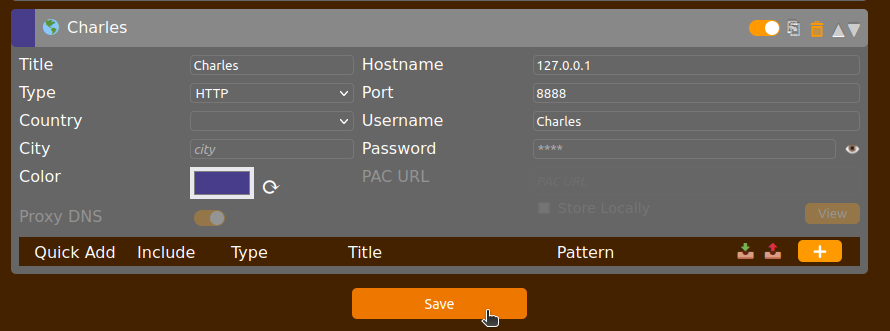 Charles
Title Charles Hostname 127.0.0.1
Type HTTP Port 8888
Country Username Charles
City city Password ****
Color PAC URL PAC URL
Store Locally View
Proxy DNS
Quick Add Include Type Title Pattern +
Save